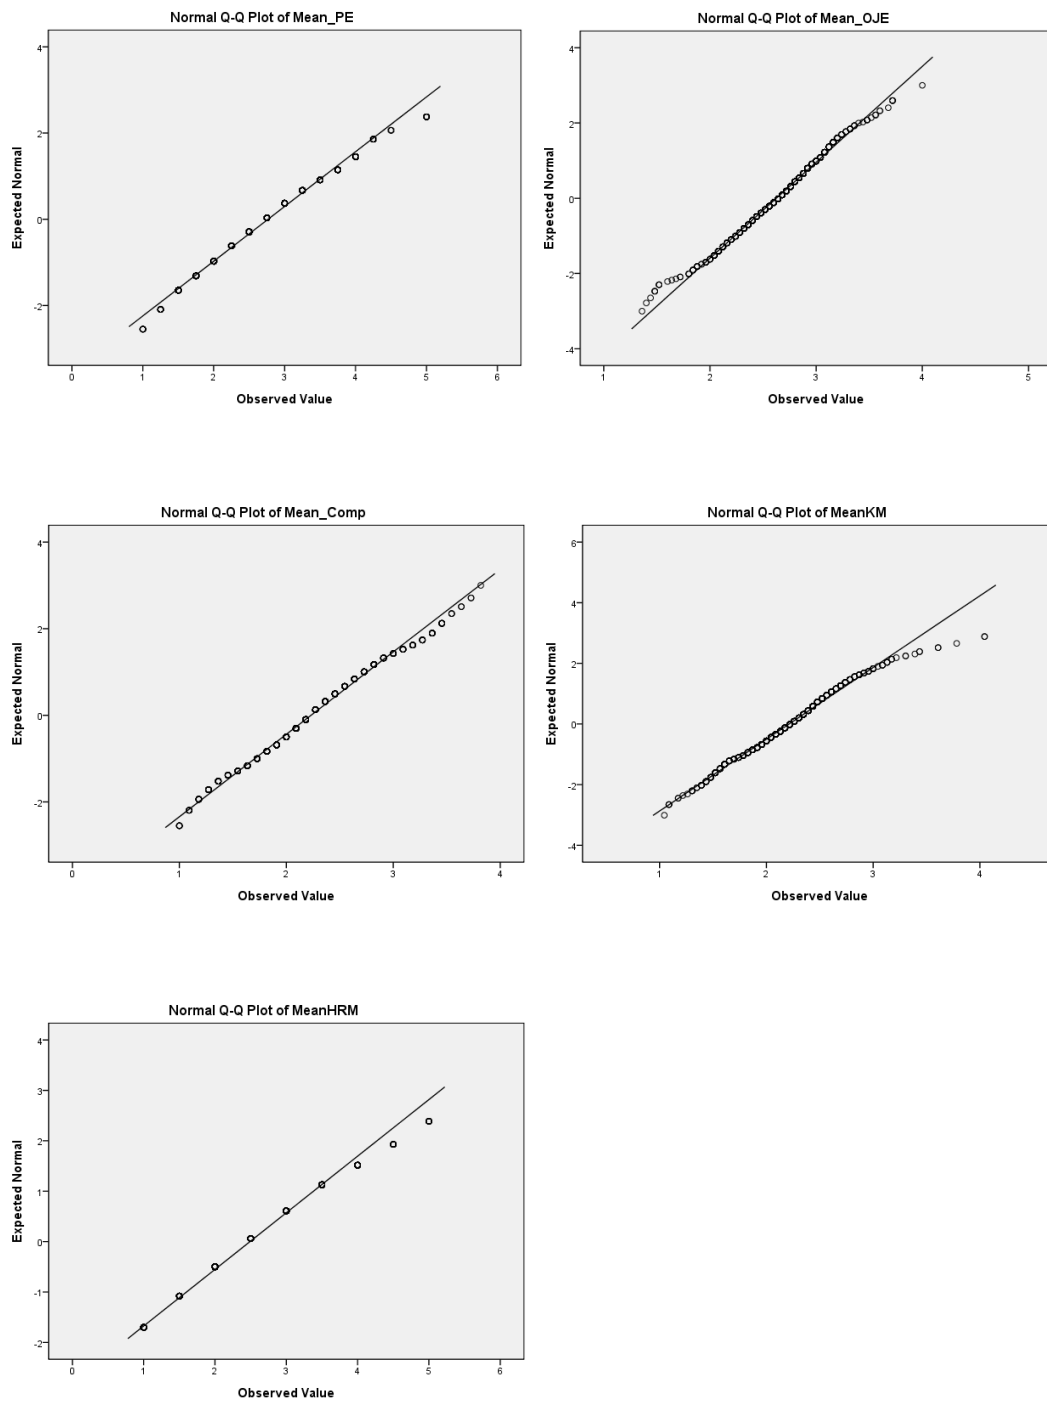 Normal Q-Q Plot of Mean_PE
4
2
0
-2
0 1 2 3 4 5 6
Expected Normal
Observed Value
Normal Q-Q Plot of Mean_OJE
4
2
0
-2
-4
1 2 3 4 5
Expected Normal
Observed Value
Normal Q-Q Plot of Mean_Comp
4
2
0
-2
0 1 2 3 4
Expected Normal
Observed Value
Normal Q-Q Plot of MeanKM
6
4
2
0
-2
-4
1 2 3 4
Expected Normal
Observed Value
Normal Q-Q Plot of MeanHRM
4
3
2
1
0
-1
-2
0 1 2 3 4 5 6
Expected Normal
Observed Value